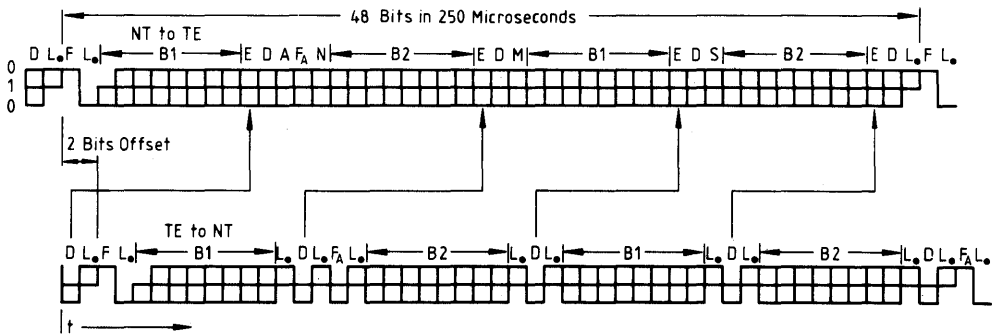 48 Bits in 250 Microseconds
NT to TE
D L. F L. B1 E D A FA N B2 E D M B1 E D S B2 E D L. F L.
0
1
0
2 Bits Offset
TE to NT
D L. F L. B1 L. D L. FA L. B2 L. D L. B1 L. D L. B2 L. D L. FA L.
t